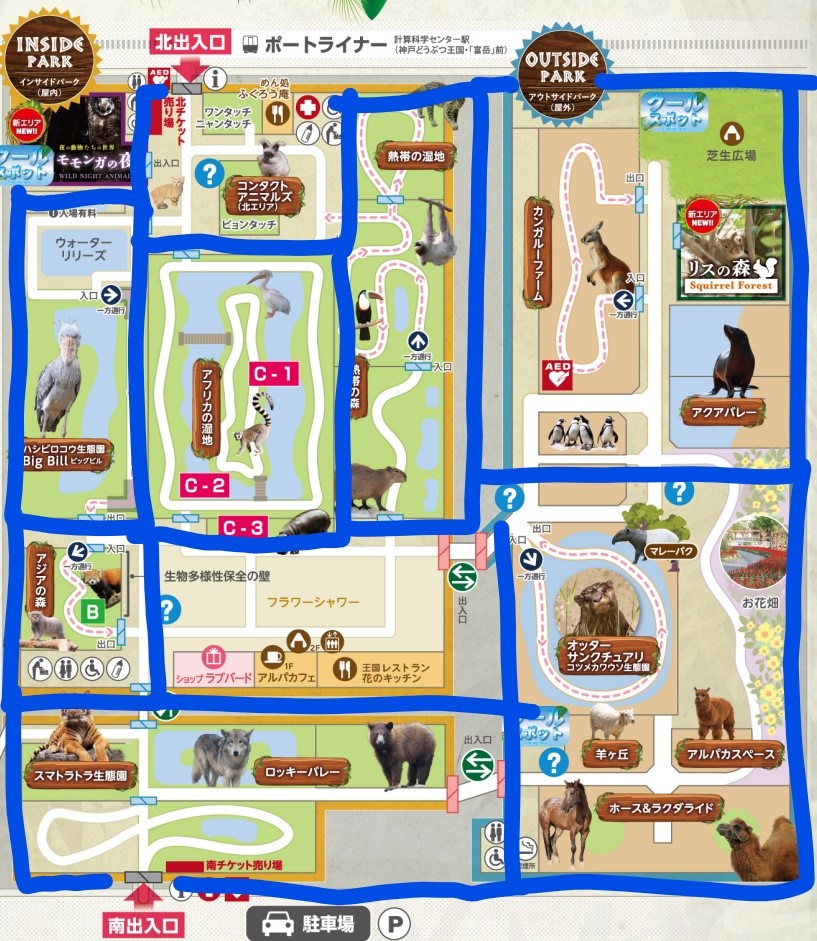 INSIDE
PARK
インサイドパーク
(屋内)
北出入口
ポートライナー
計算科学センター駅
(神戸どうぶつ王国・「富岳」前)
OUTSIDE
PARK
アウトサイドパーク
(屋外)
AED
北チケット
売り場
めん処
ふくろう庵
ワンタッチ
ニャンタッチ
新エリア
NEW!!
クール
スポット
夜の動物たちの世界
モモンガの夜
WILD NIGHT ANIMAL
出入口
?
コンタクト
アニマルズ
(北エリア)
ピョンタッチ
熱帯の湿地
クール
スポット
芝生広場
出口
カンガルーファーム
新エリア
NEW!!
リスの森
Squirrel Forest
入口
一方通行
AED
アクアバレー
入場有料
ウォーター
リリーズ
入口
一方通行
ハシビロコウ生態園
Big Bill ビッグビル
出口
アフリカの湿地
C-1
C-2
C-3
一方通行
入口
の森
?
?
出口
入口
一方通行
マレーバク
お花畑
オッター
サンクチュアリ
コツメカワウソ生態園
アジアの森
入口
一方通行
B
出口
生物多様性保全の壁
?
フラワーシャワー
出入口
ショップ ラブバード
1F
アルパカフェ
2F
王国レストラン
花のキッチン
スマトラトラ生態園
ロッキーバレー
出入口
クール
スポット
?
羊ヶ丘
アルパカスペース
ホース&ラクダライド
南チケット売り場
南出入口
駐車場
P